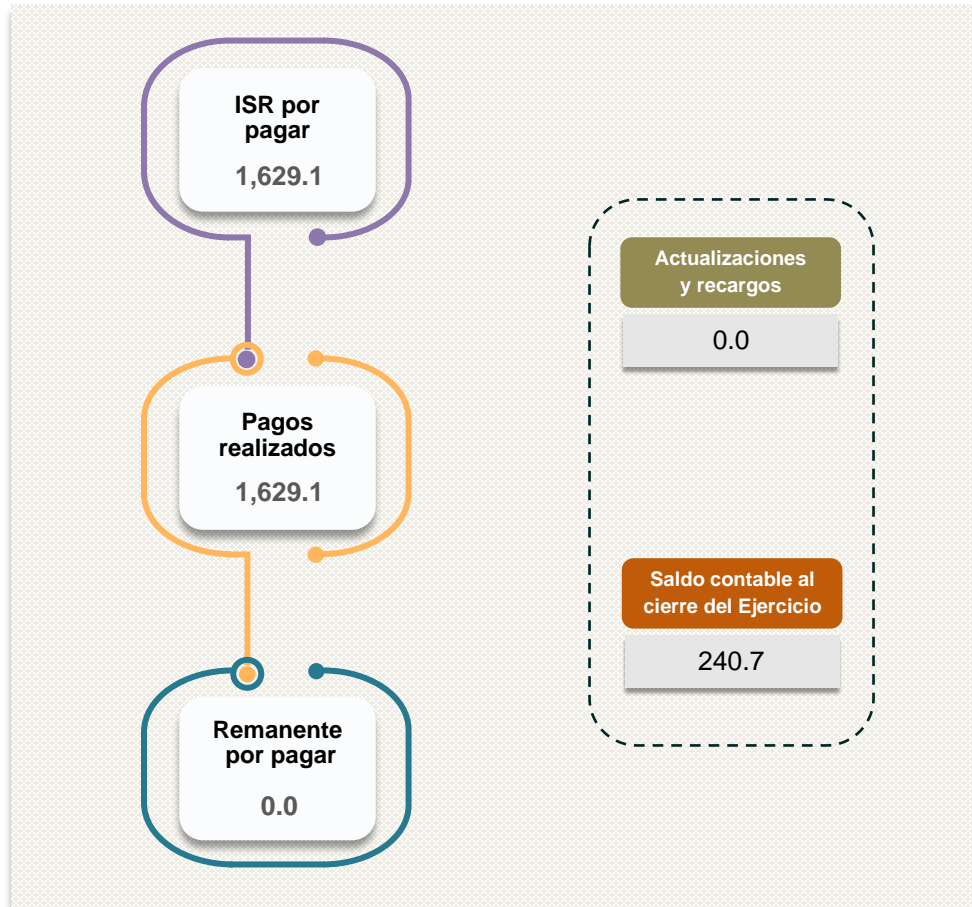 ISR por
pagar
1,629.1
Pagos
realizados
1,629.1
Remanente
por pagar
0.0
Actualizaciones
y recargos
0.0
Saldo contable al
cierre del Ejercicio
240.7